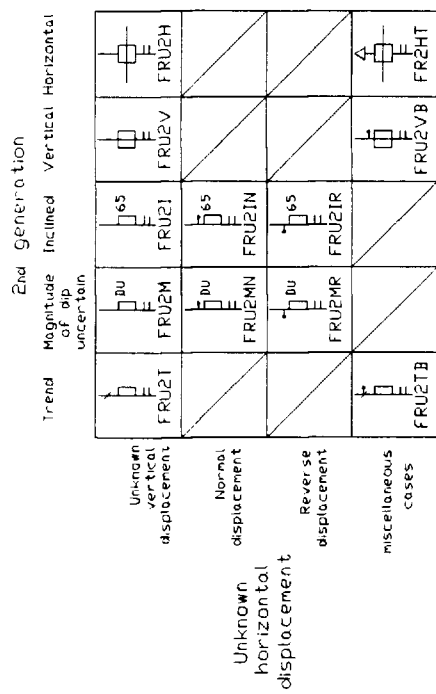 2nd generation
Trend Magnitude of dip uncertain Inclined Vertical Horizontal
Unknown vertical displacement
DU 65
FRU2T FRU2M FRU2I FRU2V FRU2H
Normal displacement
DU 65
FRU2MN FRU2IN
Unknown horizontal displacement
Reverse displacement
DU 65
FRU2MR FRU2IR
miscellaneous cases
FRU2TB FRU2VB FR2HT